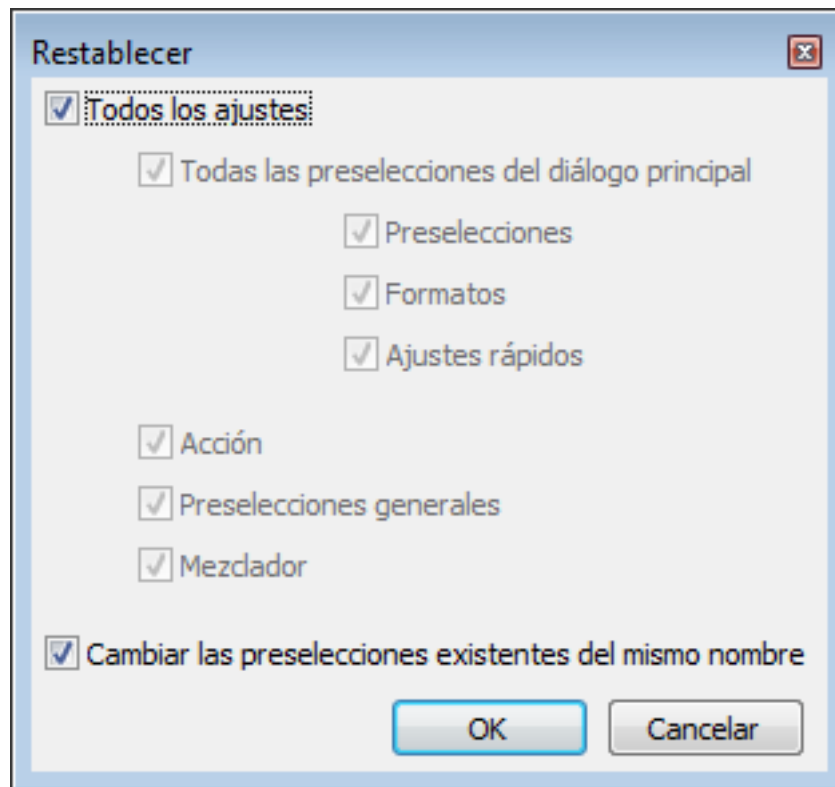 Restablecer
Todos los ajustes
Todas las preselecciones del diálogo principal
Preselecciones
Formatos
Ajustes rápidos
Acción
Preselecciones generales
Mezclador
Cambiar las preselecciones existentes del mismo nombre
OK Cancelar